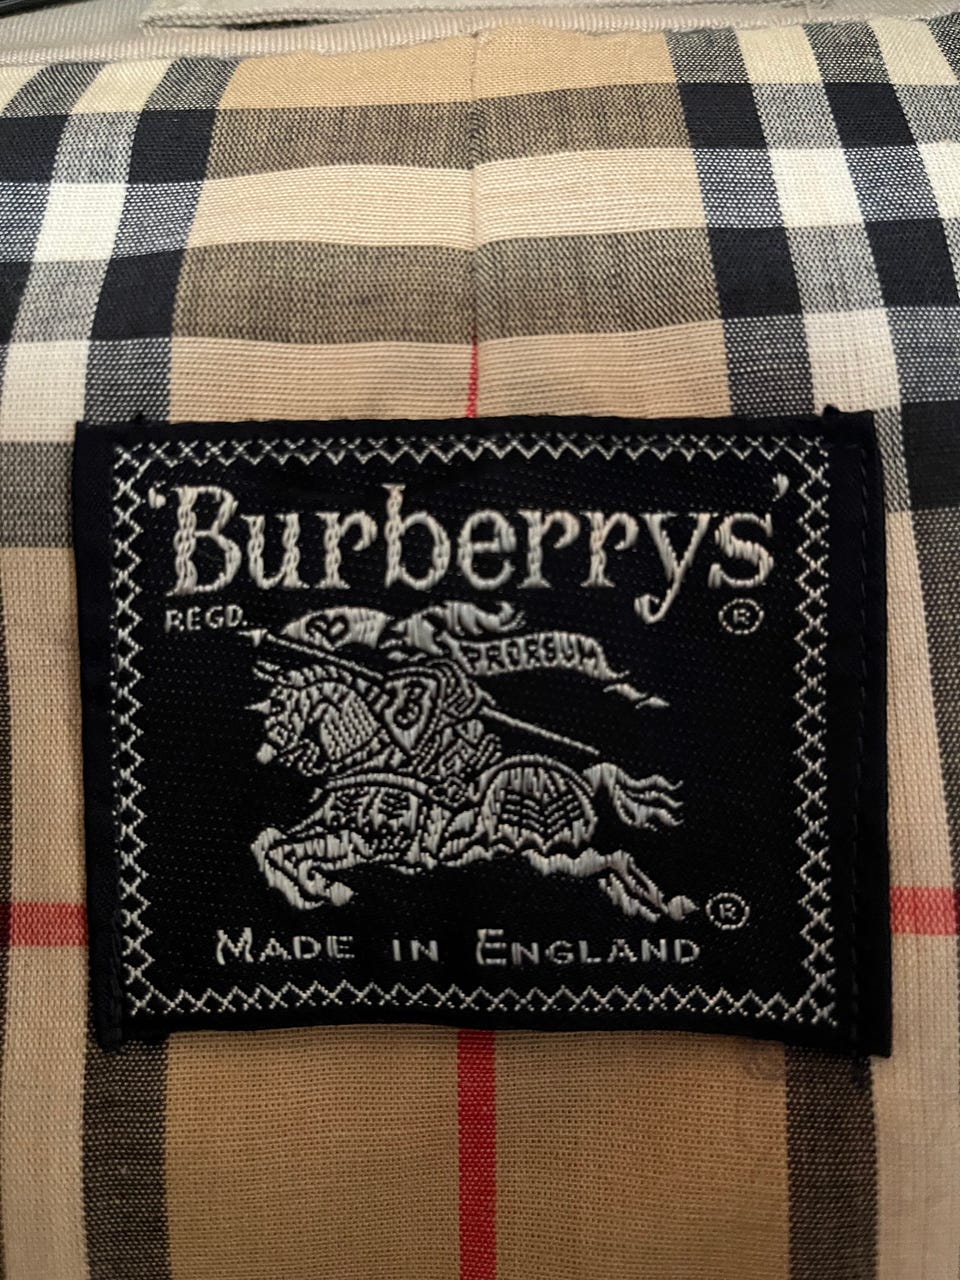 ‘Burberrys’
REGD. ®
PRORSUM
B
®
MADE IN ENGLAND